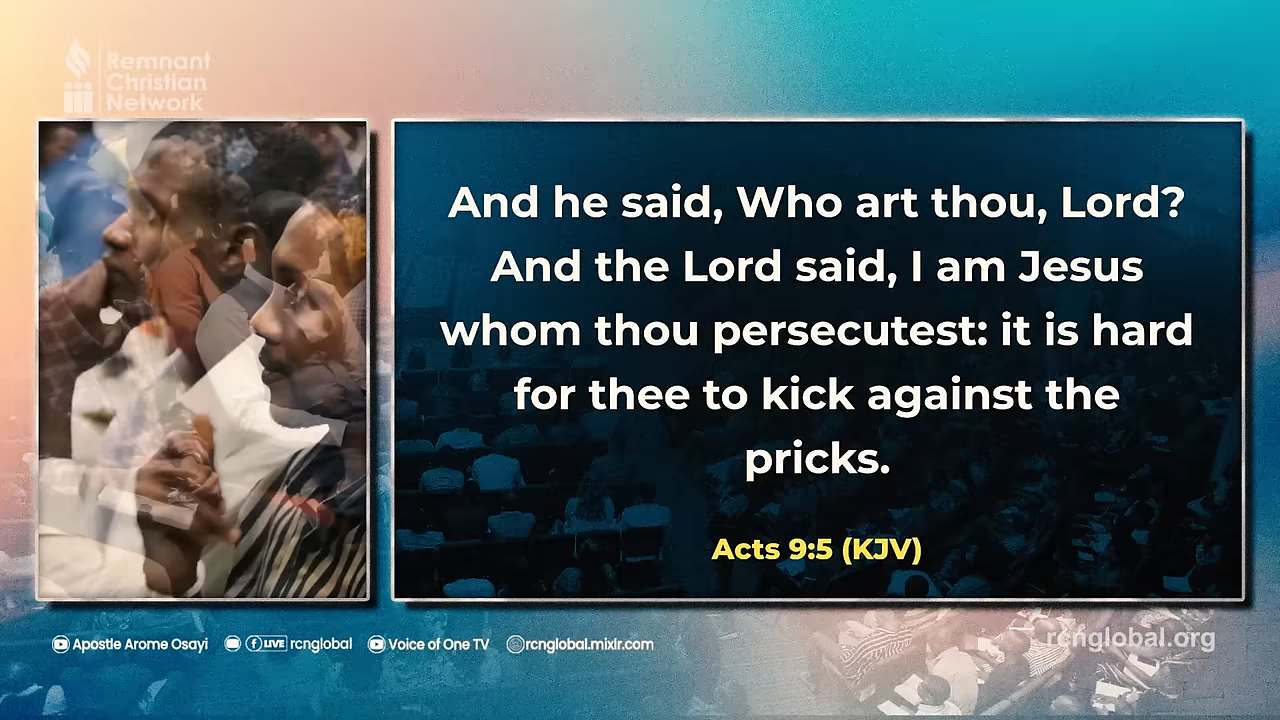 Remnant
Christian
Network
And he said, Who art thou, Lord?
And the Lord said, I am Jesus
whom thou persecutest: it is hard
for thee to kick against the
pricks.
Acts 9:5 (KJV)
Apostle Arome Osayi LIVE rcnglobal Voice of One TV rcnglobal.mixlr.com
rcnglobal.org